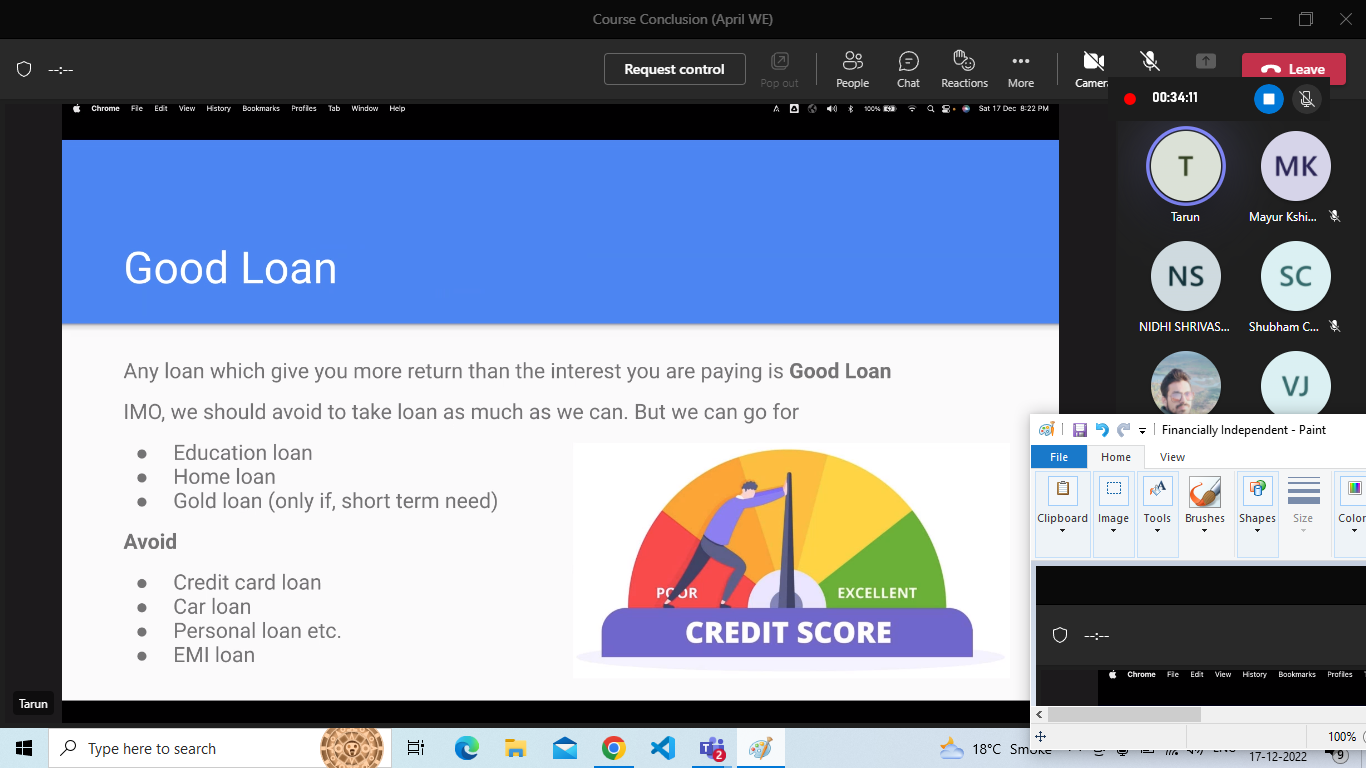 Course Conclusion (April WE)
--:--
Request control
Pop out
People
Chat
Reactions
More
Camera
Leave
00:34:11
Chrome File Edit View History Bookmarks Profiles Tab Window Help
100%
Sat 17 Dec 8:22 PM
T
Tarun
MK
Mayur Kshi...
NS
NIDHI SHRIVAS...
SC
Shubham C...
VJ
Good Loan
Any loan which give you more return than the interest you are paying is Good Loan
IMO, we should avoid to take loan as much as we can. But we can go for
● Education loan
● Home loan
● Gold loan (only if, short term need)
Avoid
● Credit card loan
● Car loan
● Personal loan etc.
● EMI loan
POOR
EXCELLENT
CREDIT SCORE
Tarun
Financially Independent - Paint
File Home View
Clipboard Image Tools Brushes Shapes Size
--:--
Chrome File Edit View History Bookmarks Profiles
100%
Type here to search
2
18°C Smoke
17-12-2022
9